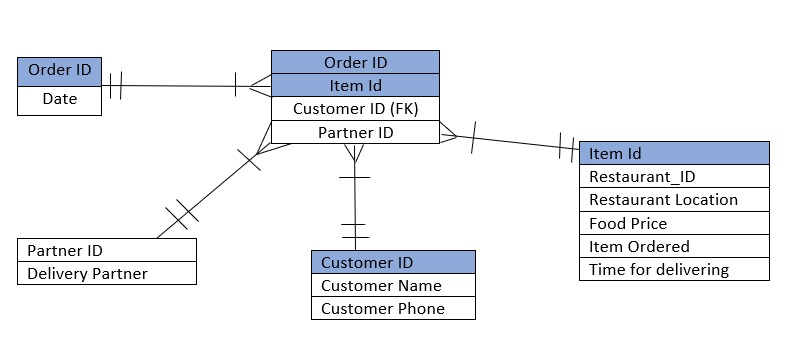 Order ID
Date
Order ID
Item Id
Customer ID (FK)
Partner ID
Item Id
Restaurant_ID
Restaurant Location
Food Price
Item Ordered
Time for delivering
Partner ID
Delivery Partner
Customer ID
Customer Name
Customer Phone